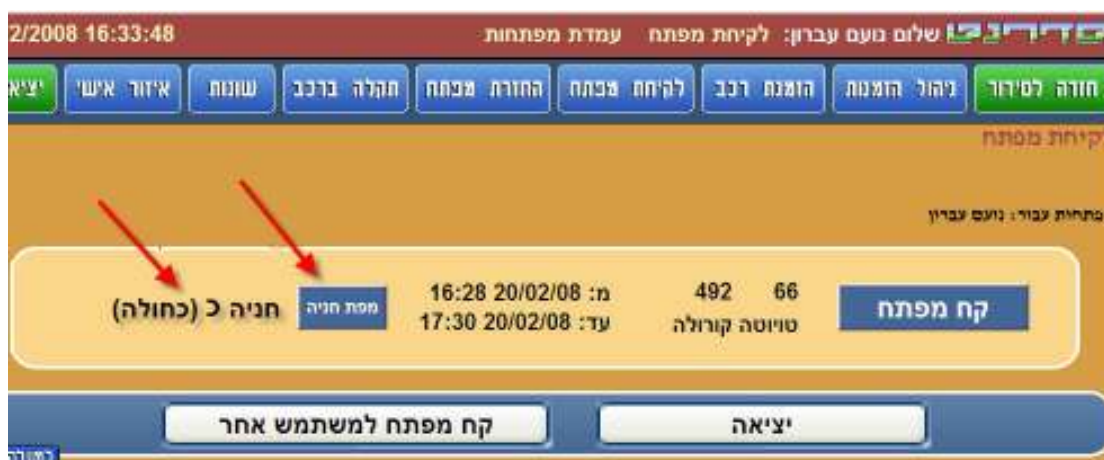 שלום נועם עברון: לקיחת מפתח עמדת מפתחות 2/2008 16:33:48
חזרה לסידור ניהול הזמנות הזמנת רכב לקיחת מפתח החזרת מפתח תקלה ברכב שונות איזור אישי יציא
קיחת מפתח
פתחות עבור: נועם עברון
קח מפתח 66 492 מ: 20/02/08 16:28 מפת חניה חניה כ (כחולה)
טויוטה קורולה עד: 20/02/08 17:30
יציאה קח מפתח למשתמש אחר